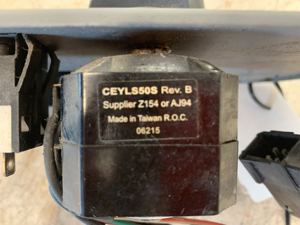 CEYLS50S Rev. B
Supplier Z154 or AJ94
Made in Taiwan R.O.C.
06215